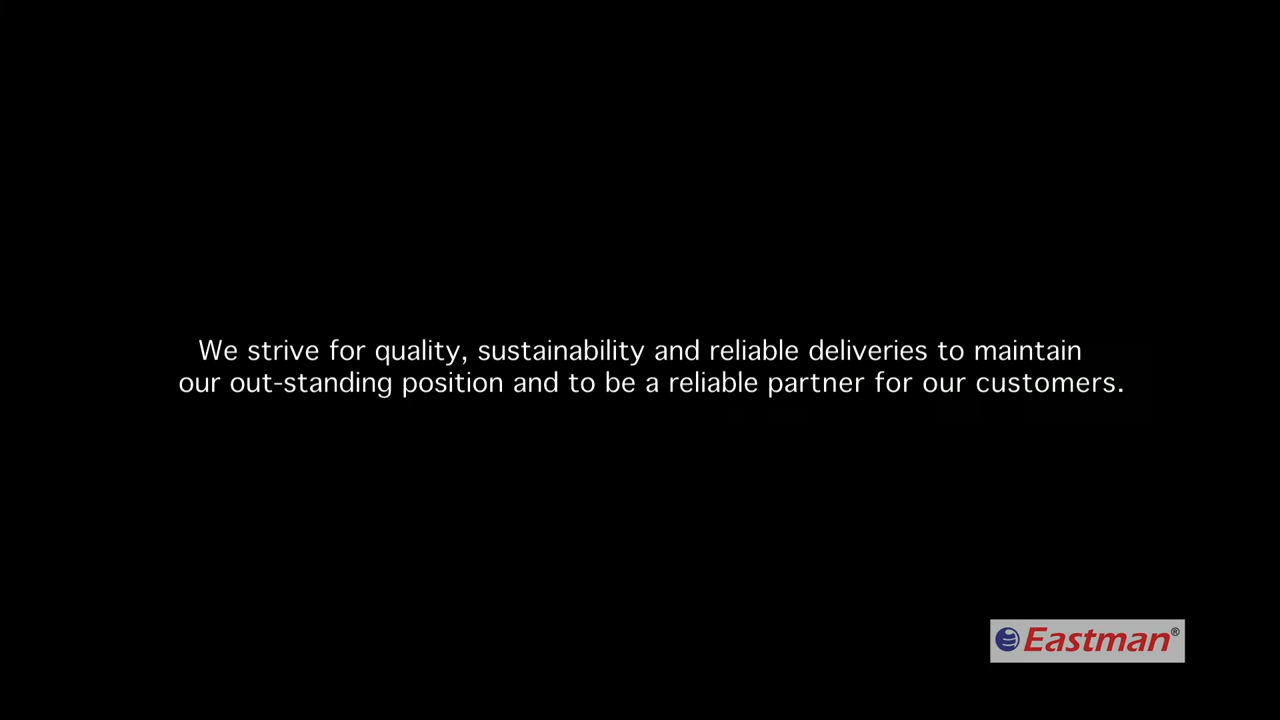 We strive for quality, sustainability and reliable deliveries to maintain
our out-standing position and to be a reliable partner for our customers.
Eastman®